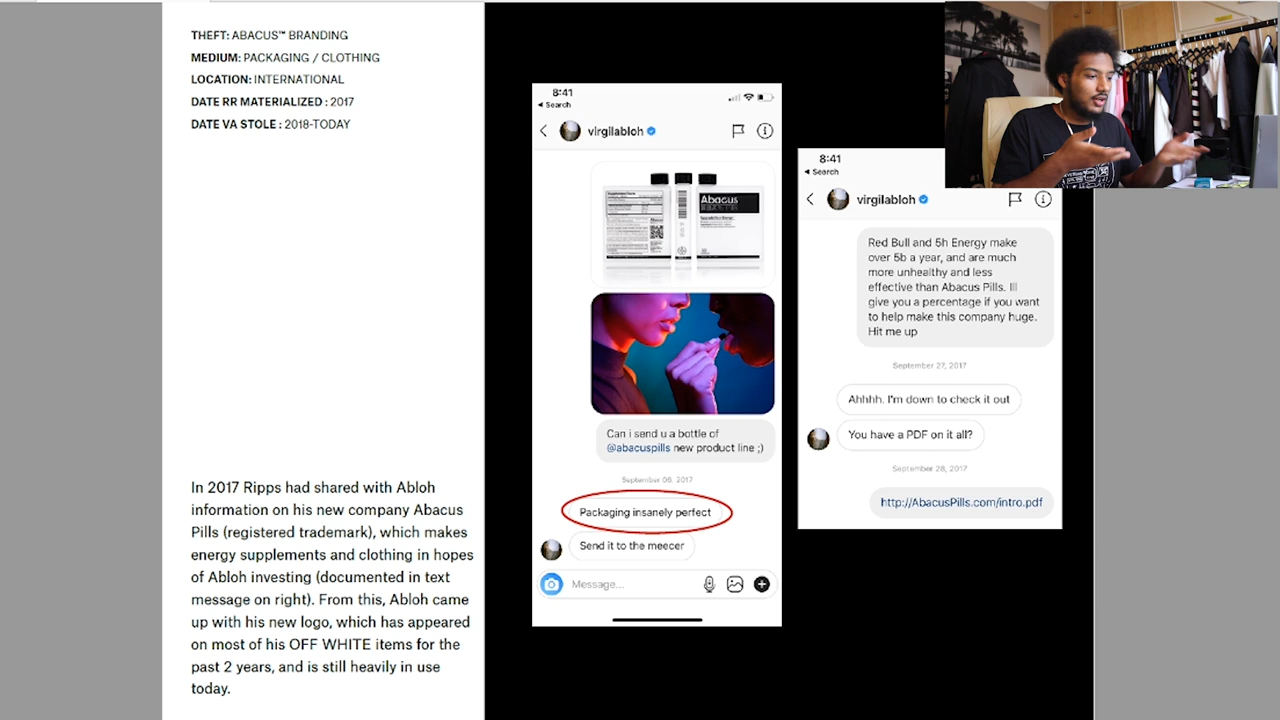 THEFT: ABACUS™ BRANDING
MEDIUM: PACKAGING / CLOTHING
LOCATION: INTERNATIONAL
DATE RR MATERIALIZED : 2017
DATE VA STOLE : 2018-TODAY
In 2017 Ripps had shared with Abloh
information on his new company Abacus
Pills (registered trademark), which makes
energy supplements and clothing in hopes
of Abloh investing (documented in text
message on right). From this, Abloh came
up with his new logo, which has appeared
on most of his OFF WHITE items for the
past 2 years, and is still heavily in use
today.
8:41
Search
virgilabloh
Abacus
Can i send u a bottle of
@abacuspills new product line ;)
September 06, 2017
Packaging insanely perfect
Send it to the meecer
Message...
8:41
Search
virgilabloh
Red Bull and 5h Energy make
over 5b a year, and are much
more unhealthy and less
effective than Abacus Pills. Ill
give you a percentage if you want
to help make this company huge.
Hit me up
September 27, 2017
Ahhhh. I'm down to check it out
You have a PDF on it all?
September 28, 2017
http://AbacusPills.com/intro.pdf